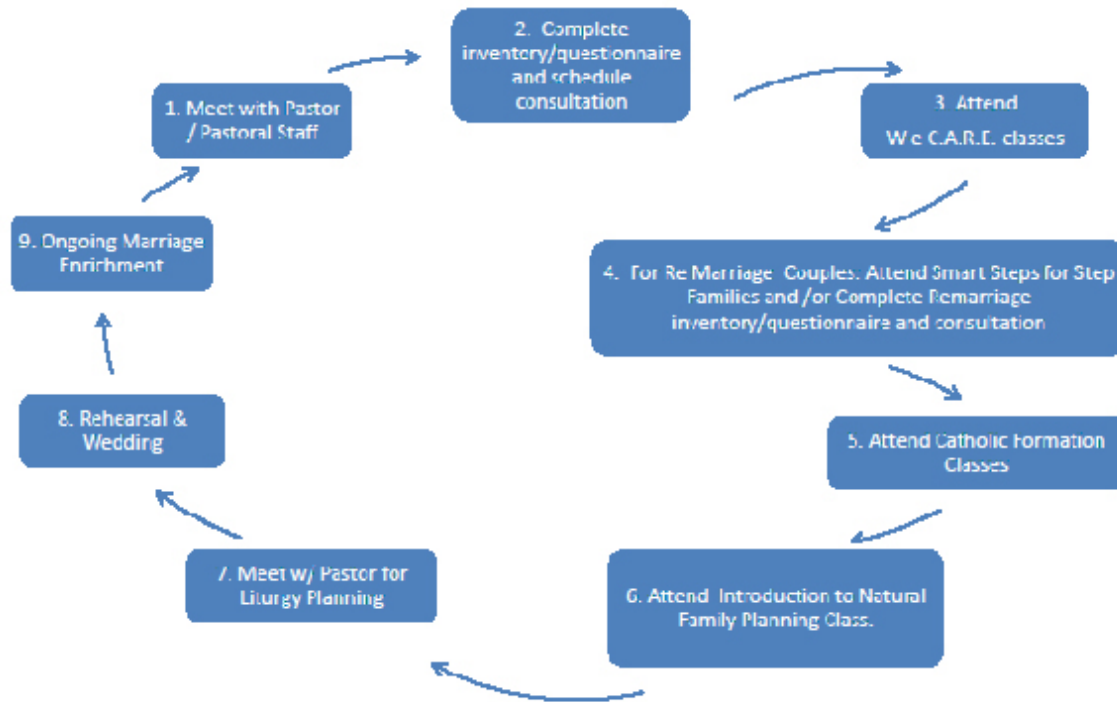 2. Complete
inventory/questionnaire
and schedule
consultation
1. Meet with Pastor
/ Pastoral Staff
3. Attend
We C.A.R.E. classes
9. Ongoing Marriage
Enrichment
4. For Re Marriage Couples: Attend Smart Steps for Step
Families and /or Complete Remarriage
inventory/questionnaire and consultation
8. Rehearsal &
Wedding
5. Attend Catholic Formation
Classes
7. Meet w/ Pastor for
Liturgy Planning
6. Attend Introduction to Natural
Family Planning Class.